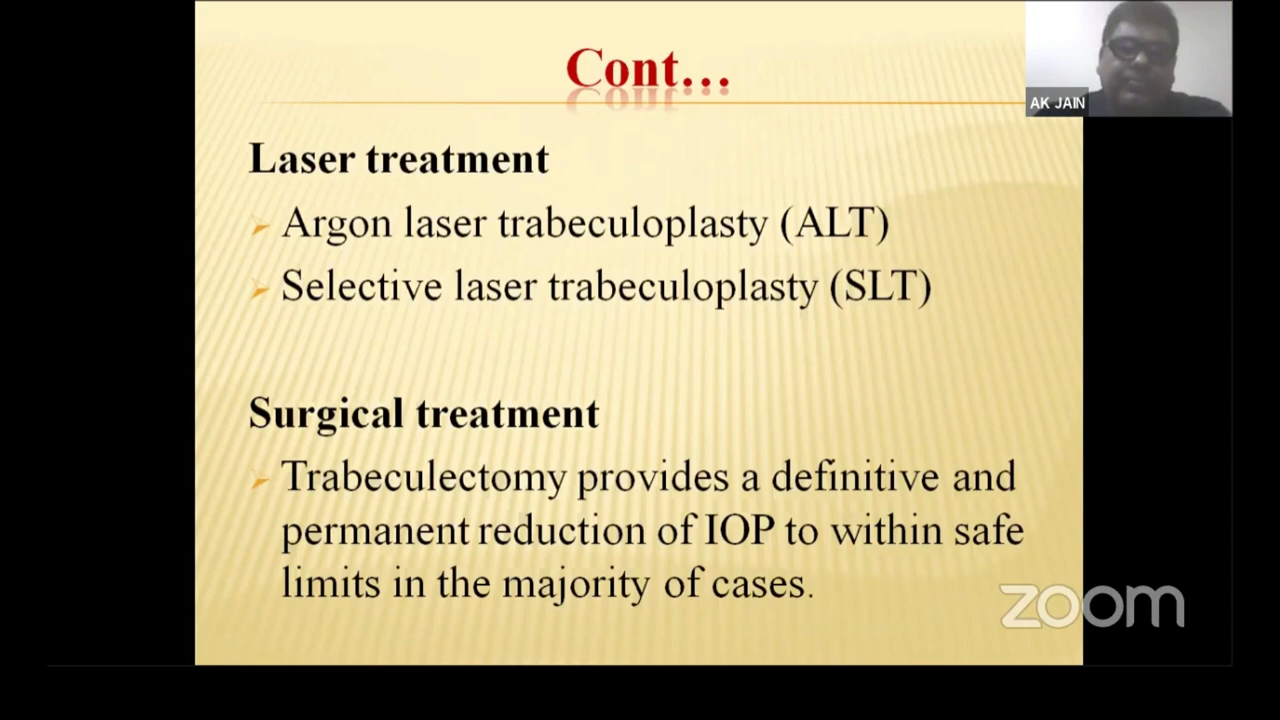 Cont...
AK JAIN
Laser treatment
Argon laser trabeculoplasty (ALT)
Selective laser trabeculoplasty (SLT)
Surgical treatment
Trabeculectomy provides a definitive and
permanent reduction of IOP to within safe
limits in the majority of cases.
zoom